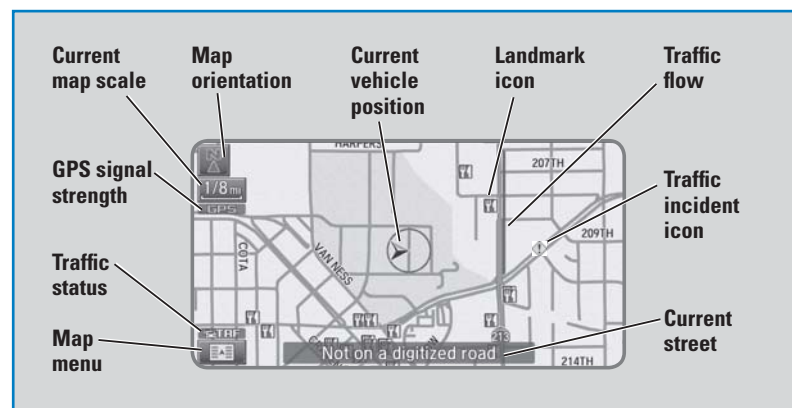 Current
map scale
Map
orientation
Current
vehicle
position
Landmark
icon
Traffic
flow
GPS signal
strength
Traffic
status
Map
menu
Traffic
incident
icon
Current
street
HARPERS
N
1/8mi
GPS
207TH
209TH
COTA
VAN NESS
TRAF
213
Not on a digitized road
214TH